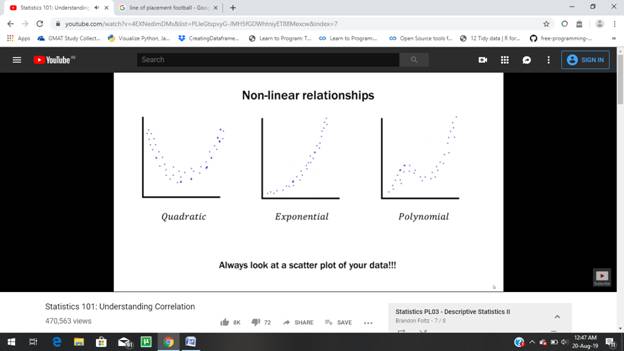 Statistics 101: Understanding
line of placement football - Goo
youtube.com/watch?v=4EXNedimDMs&list=PLIeGtxpvyG-JMH5fGDWhtniyET88Mexcw&index=7
Apps
GMAT Study Collect...
Python
Visualize Python, Ja...
CreatingDataframe...
Learn to Program: T...
Learn to Program:...
Open Source tools f...
12 Tidy data | R for...
free-programming-...
YouTube
Search
SIGN IN
Non-linear relationships
Quadratic
Exponential
Polynomial
Always look at a scatter plot of your data!!!
Statistics 101: Understanding Correlation
470,563 views
8K
72
SHARE
SAVE
Statistics PL03 - Descriptive Statistics II
Brandon Foltz - 7 / 8
12:47 AM
20-Aug-19